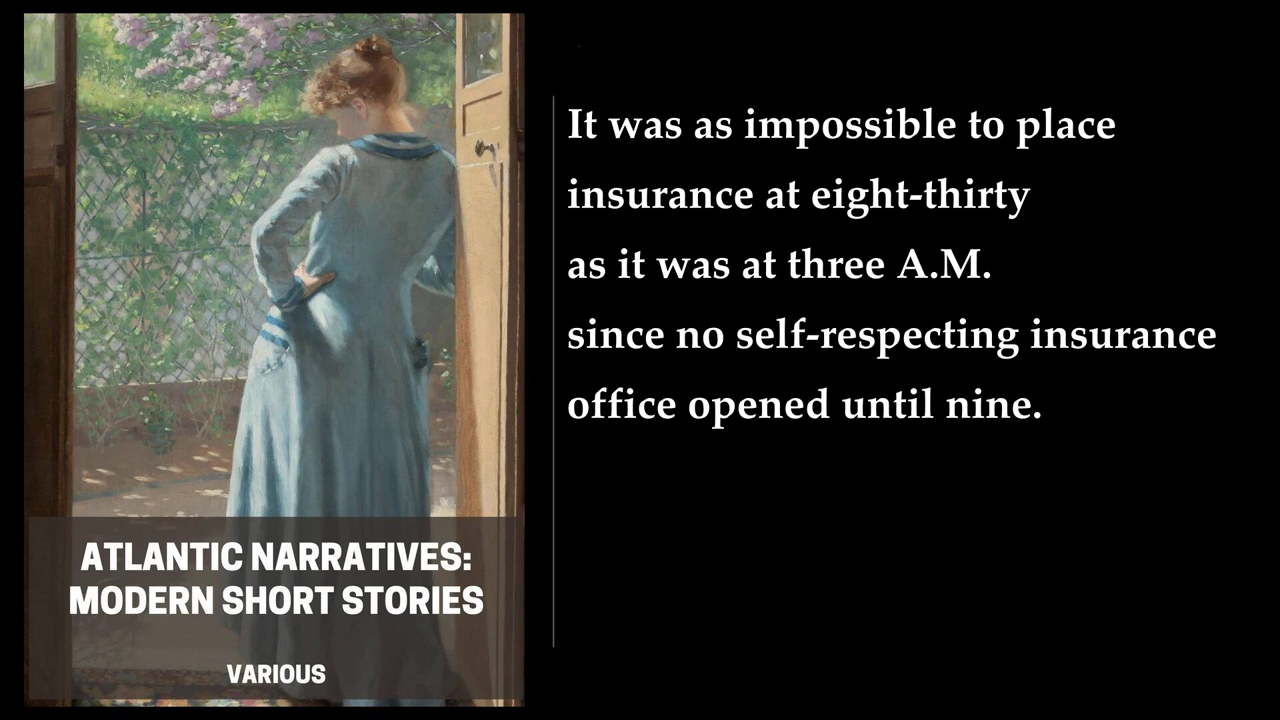 It was as impossible to place
insurance at eight-thirty
as it was at three A.M.
since no self-respecting insurance
office opened until nine.
ATLANTIC NARRATIVES:
MODERN SHORT STORIES
VARIOUS